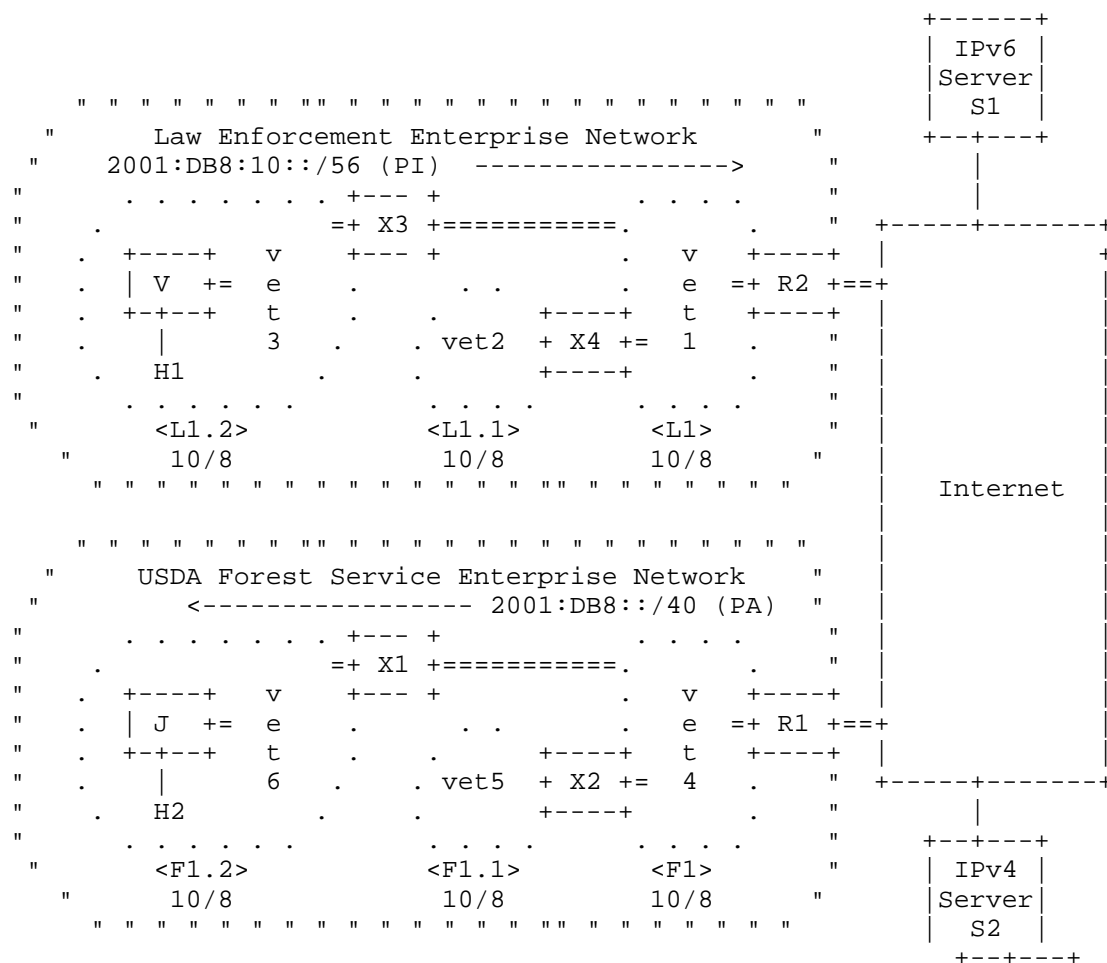 IPv6
Server
S1
Law Enforcement Enterprise Network
2001:DB8:10::/56 (PI) ---------------->
X3
v v
V e e R2
t t
3 vet2 X4 1
H1
<L1.2> <L1.1> <L1>
10/8 10/8 10/8
Internet
USDA Forest Service Enterprise Network
<----------------- 2001:DB8::/40 (PA)
X1
v v
J e e R1
t t
6 vet5 X2 4
H2
<F1.2> <F1.1> <F1>
10/8 10/8 10/8
IPv4
Server
S2